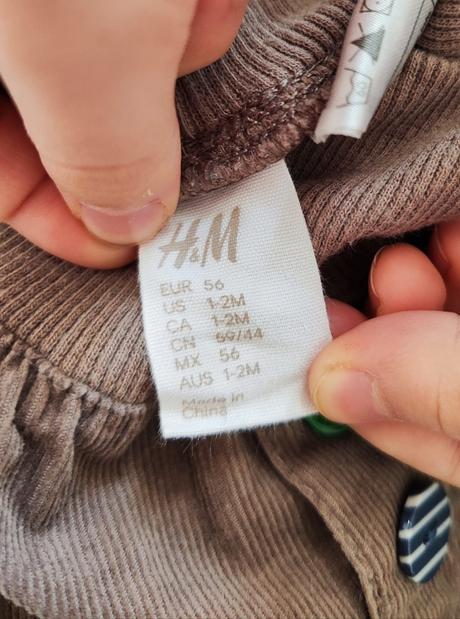 H&M
EUR 56
US 1-2M
CA 1-2M
CN 59/44
MX 56
AUS 1-2M
Made in
China